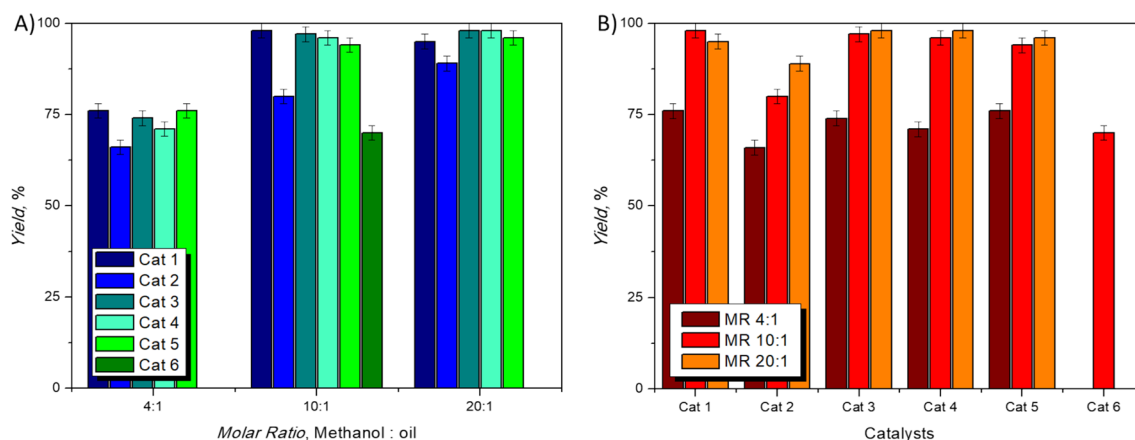 A)
100
75
50
25
0
Yield, %
Cat 1
Cat 2
Cat 3
Cat 4
Cat 5
Cat 6
4:1
10:1
20:1
Molar Ratio, Methanol : oil
B)
100
75
50
25
0
Yield, %
MR 4:1
MR 10:1
MR 20:1
Cat 1
Cat 2
Cat 3
Cat 4
Cat 5
Cat 6
Catalysts